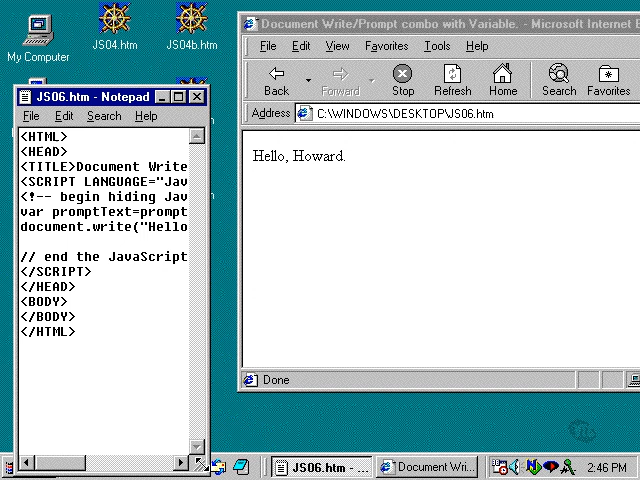 My Computer
JS04.htm
JS04b.htm
Document Write/Prompt combo with Variable. - Microsoft Internet E
File Edit View Favorites Tools Help
Back
Forward
Stop
Refresh
Home
Search
Favorites
Address
C:\WINDOWS\DESKTOP\JS06.htm
Hello, Howard.
Done
JS06.htm - Notepad
File Edit Search Help
<HTML>
<HEAD>
<TITLE>Document Write
<SCRIPT LANGUAGE="Jav
<!-- begin hiding Jav
var promptText=prompt
document.write("Hello
// end the JavaScript
</SCRIPT>
</HEAD>
<BODY>
</BODY>
</HTML>
JS06.htm - ...
Document Wri...
2:46 PM